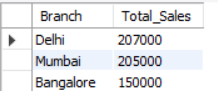 Branch Total_Sales
Delhi 207000
Mumbai 205000
Bangalore 150000